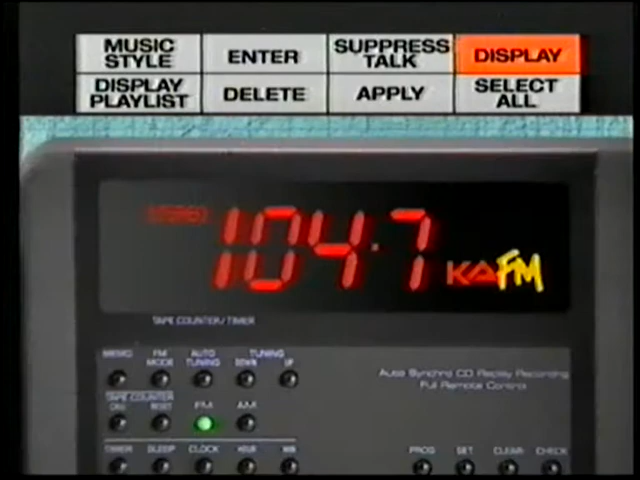 MUSIC STYLE
ENTER
SUPPRESS TALK
DISPLAY
DISPLAY PLAYLIST
DELETE
APPLY
SELECT ALL
STEREO
104.7
KAFM
TAPE COUNTER/TIMER
MEMO
FM MODE
AUTO TUNING
TUNING
DOWN
UP
Auto Synchro CD Replay Recording
Full Remote Control
TAPE COUNTER
RESET
FM
AM
TIMER
SLEEP
CLOCK
HOUR
MIN
PROG
SET
CLEAR
CHECK